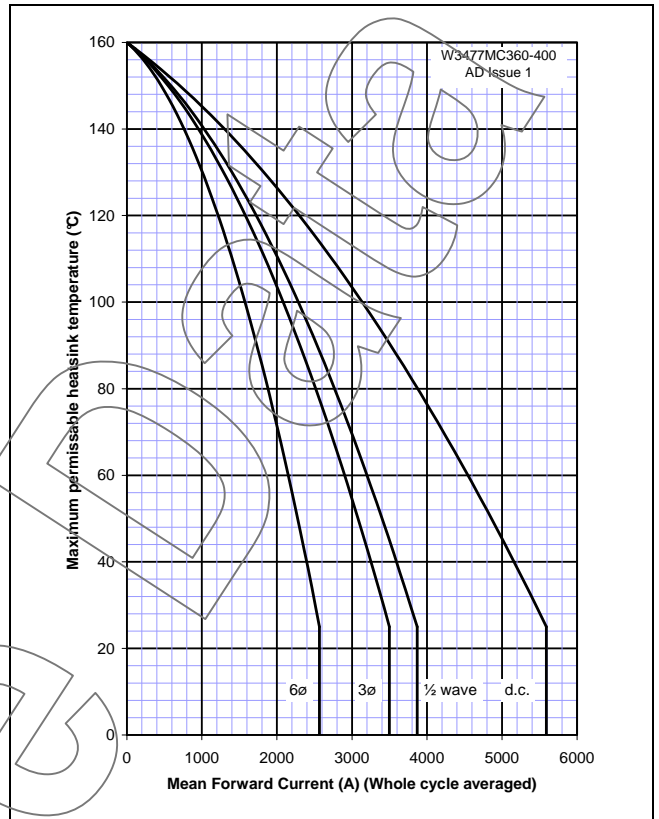 W3477MC360-400
AD Issue 1
160
140
120
100
80
60
40
20
0
Maximum permissable heatsink temperature (°C)
6ø
3ø
½ wave
d.c.
0
1000
2000
3000
4000
5000
6000
Mean Forward Current (A) (Whole cycle averaged)